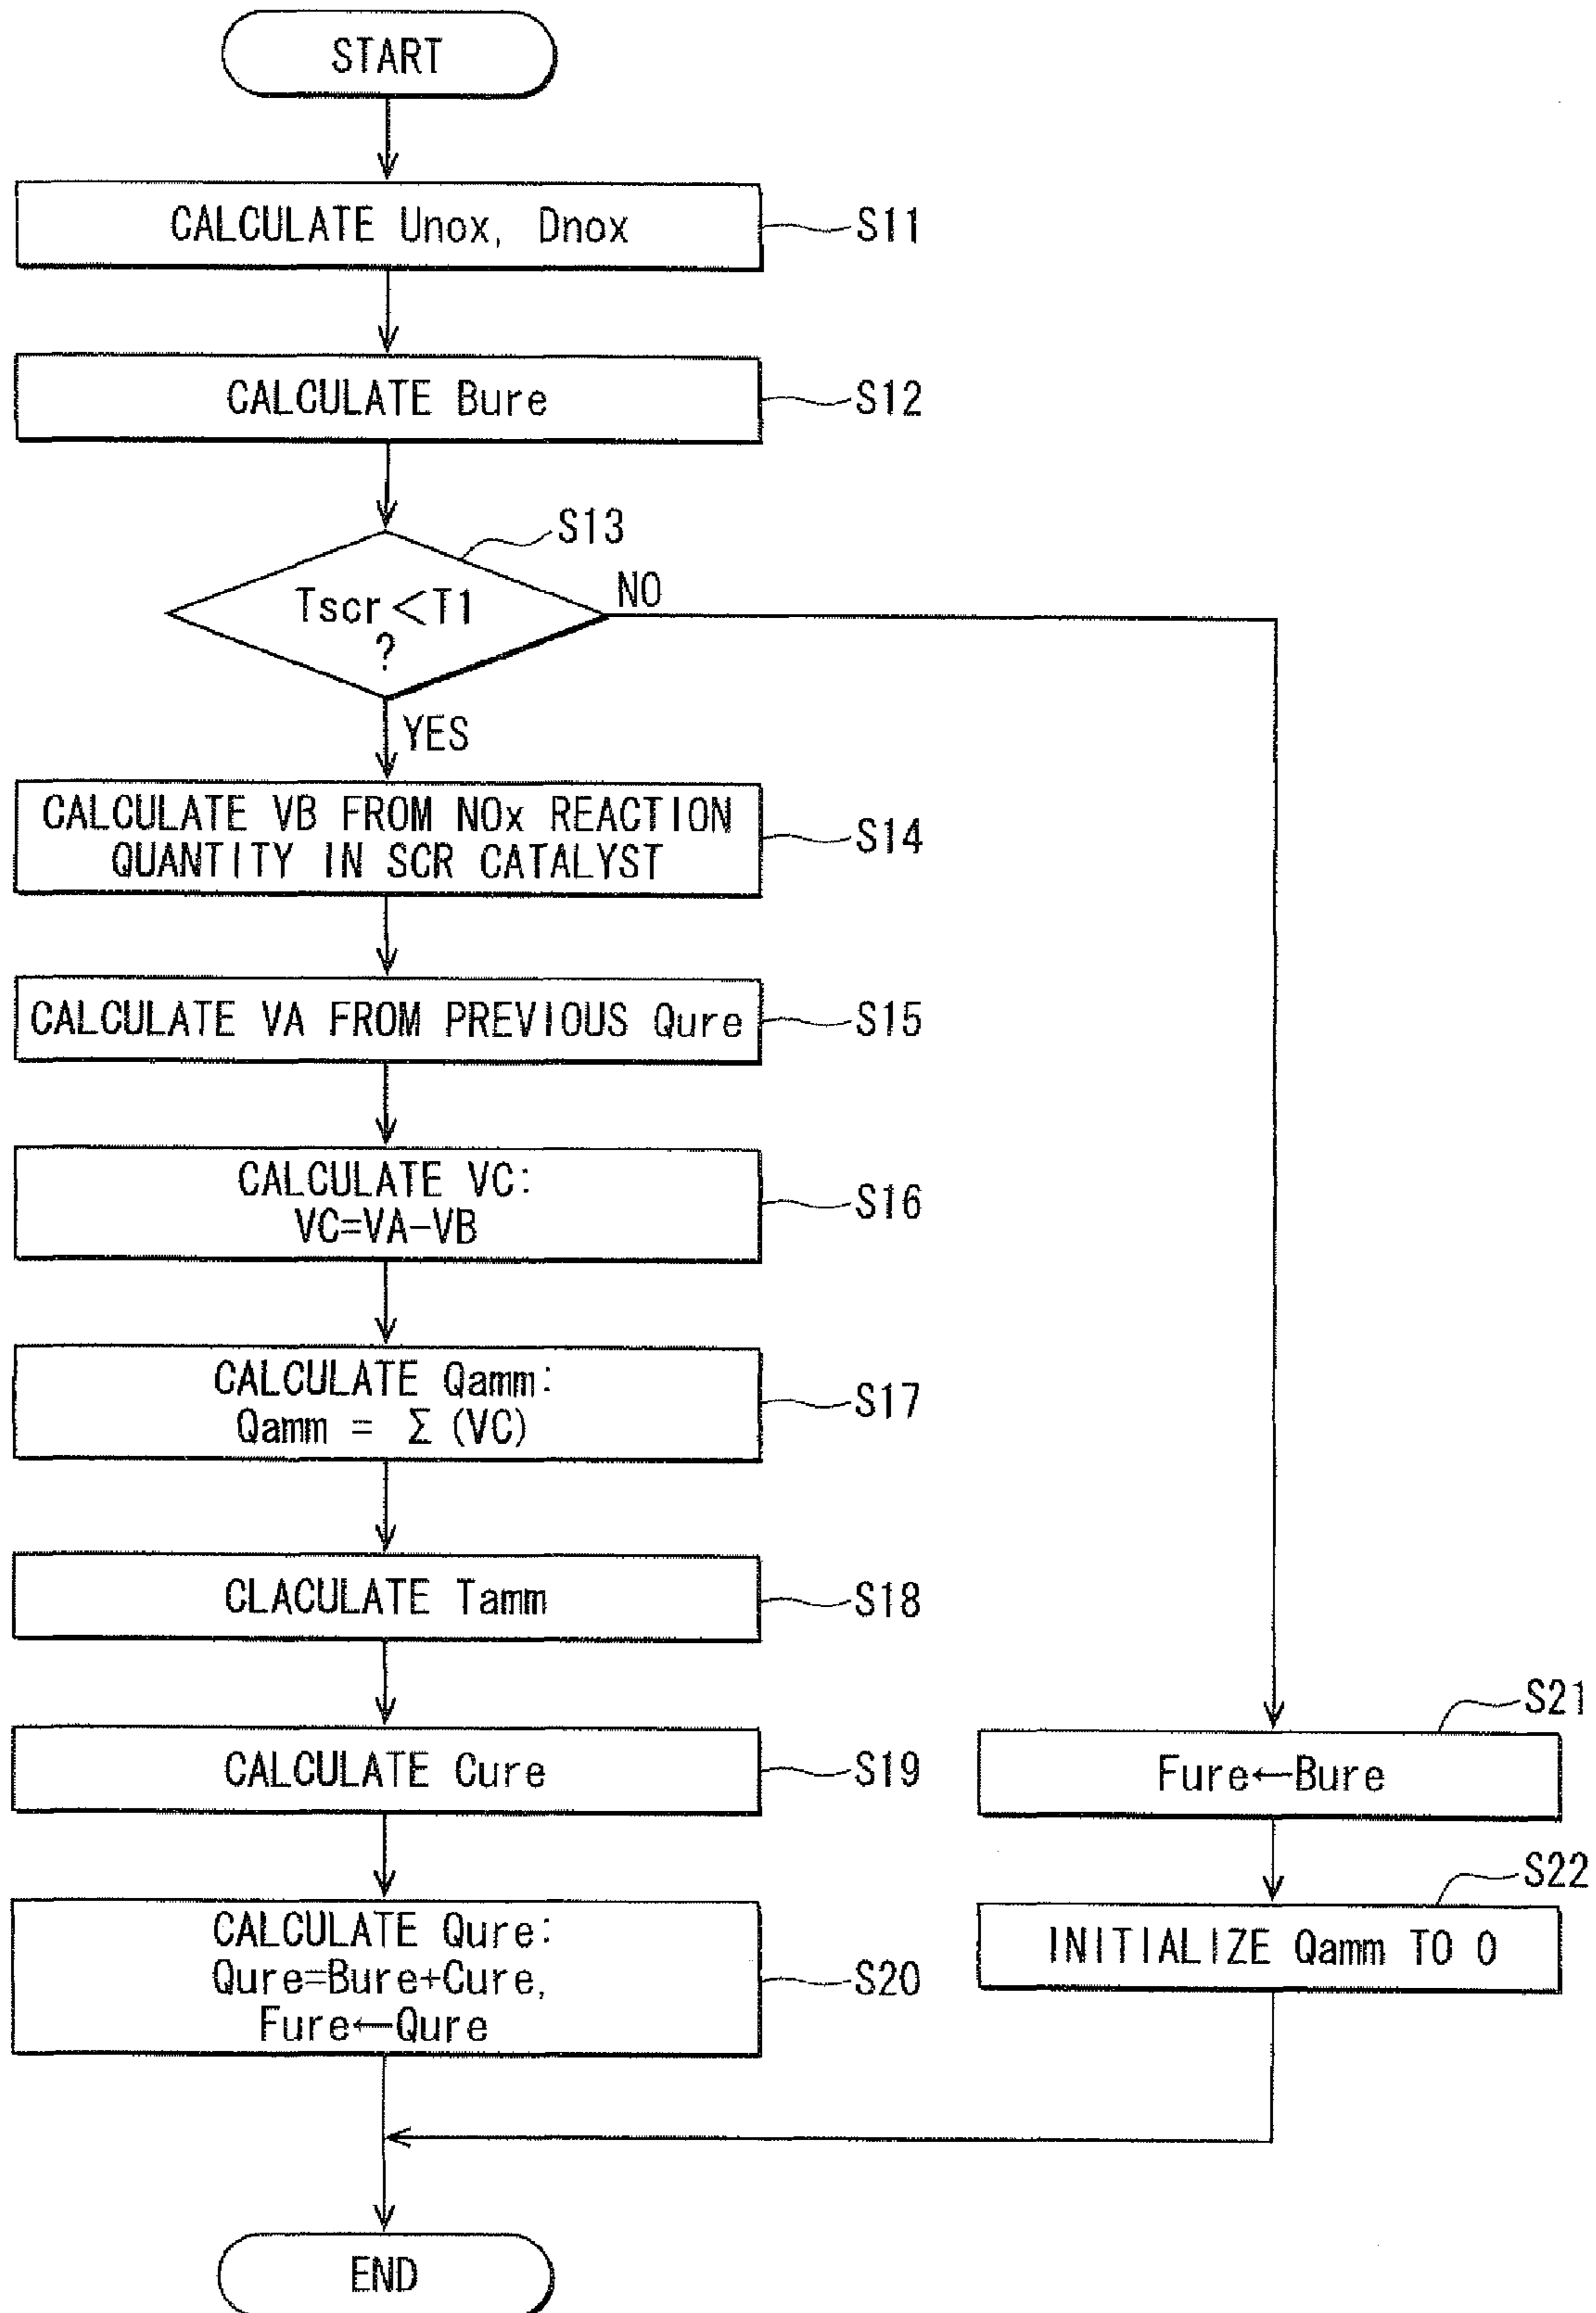 START
CALCULATE Unox, Dnox
S11
CALCULATE Bure
S12
S13
Tscr<T1
?
NO
YES
CALCULATE VB FROM NOx REACTION
QUANTITY IN SCR CATALYST
S14
CALCULATE VA FROM PREVIOUS Qure
S15
CALCULATE VC:
VC=VA-VB
S16
CALCULATE Qamm:
Qamm = Σ (VC)
S17
CLACULATE Tamm
S18
CALCULATE Cure
S19
CALCULATE Qure:
Qure=Bure+Cure,
Fure←Qure
S20
S21
Fure←Bure
S22
INITIALIZE Qamm TO 0
END